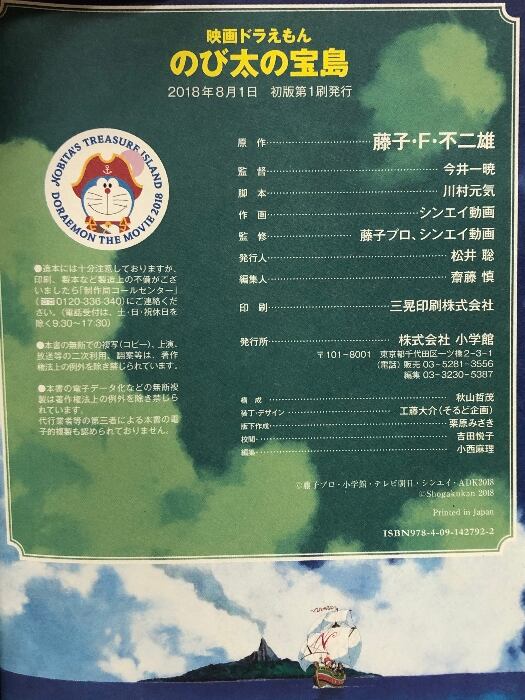 映画ドラえもん
のび太の宝島
2018年8月1日　初版第1刷発行
NOBITA'S TREASURE ISLAND
DORAEMON THE MOVIE 2018
原作 藤子・F・不二雄
監督 今井一暁
脚本 川村元気
作画 シンエイ動画
監修 藤子プロ、シンエイ動画
発行人 松井 聡
編集人 齋藤 慎
印刷 三晃印刷株式会社
発行所 株式会社 小学館
〒101-8001 東京都千代田区一ツ橋2-3-1
(電話) 販売 03-5281-3556
編集 03-3230-5387
構成 秋山哲茂
装丁・デザイン 工藤大介(そるど企画)
版下作成 栗原みさき
校閲 吉田悦子
編集 小西麻理
●造本には十分注意しておりますが、
印刷、製本など製造上の不備がござ
いましたら「制作局コールセンター」
(0120-336-340)にご連絡くだ
さい。(電話受付は、土・日・祝休日を
除く9:30～17:30)
●本書の無断での複写(コピー)、上演、
放送等の二次利用、翻案等は、著作
権法上の例外を除き禁じられています。
●本書の電子データ化などの無断複
製は著作権法上の例外を除き禁じら
れています。
代行業者等の第三者による本書の電
子的複製も認められておりません。
©藤子プロ・小学館・テレビ朝日・シンエイ・ADK2018
©Shogakukan 2018
Printed in Japan
ISBN978-4-09-142792-2
N